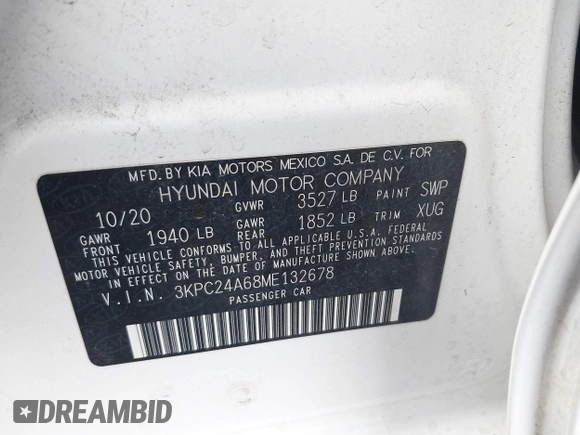 MFD. BY KIA MOTORS MEXICO S.A. DE C.V. FOR
HYUNDAI MOTOR COMPANY
10/20 GVWR 3527 LB PAINT SWP
GAWR FRONT 1940 LB GAWR REAR 1852 LB TRIM XUG
THIS VEHICLE CONFORMS TO ALL APPLICABLE U.S.A. FEDERAL
MOTOR VEHICLE SAFETY, BUMPER, AND THEFT PREVENTION
STANDARDS IN EFFECT ON THE DATE OF MANUFACTURE SHOWN ABOVE.
V.I.N. 3KPC24A68ME132678
PASSENGER CAR
DREAMBID